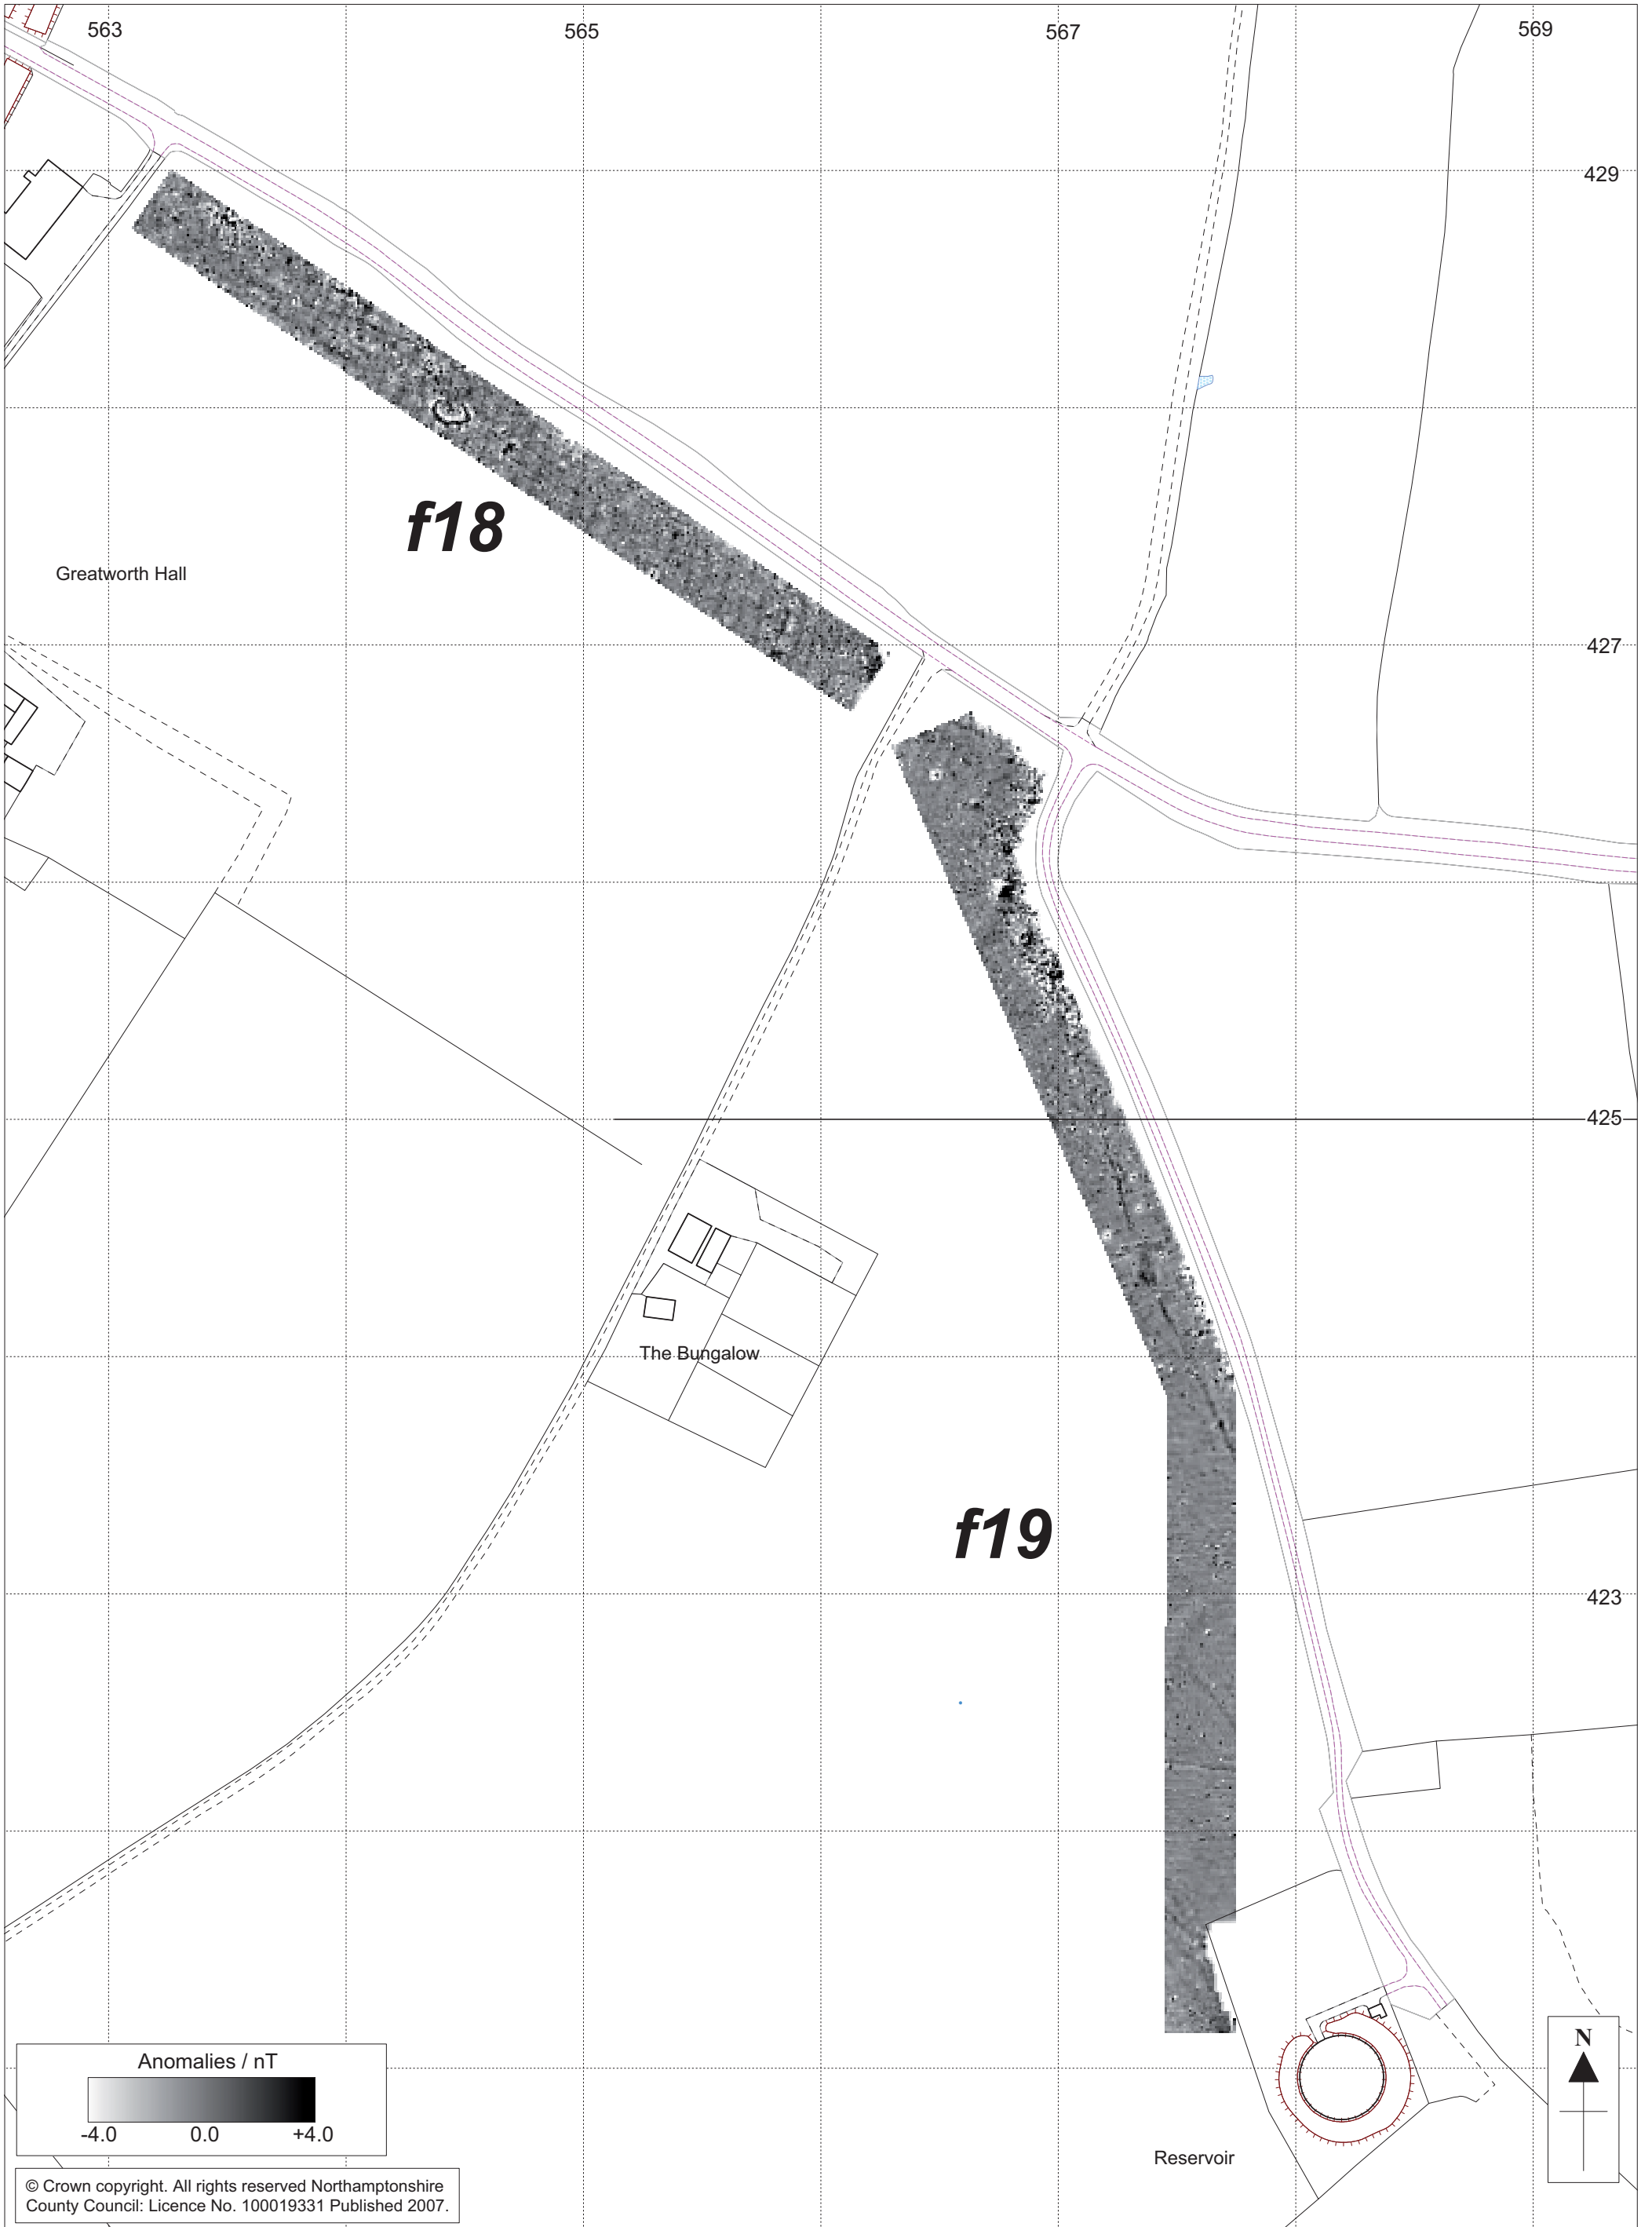 563
565
567
569
429
f18
Greatworth Hall
427
425
The Bungalow
f19
423
N
Anomalies / nT
-4.0
0.0
+4.0
Reservoir
© Crown copyright. All rights reserved Northamptonshire
County Council: Licence No. 100019331 Published 2007.